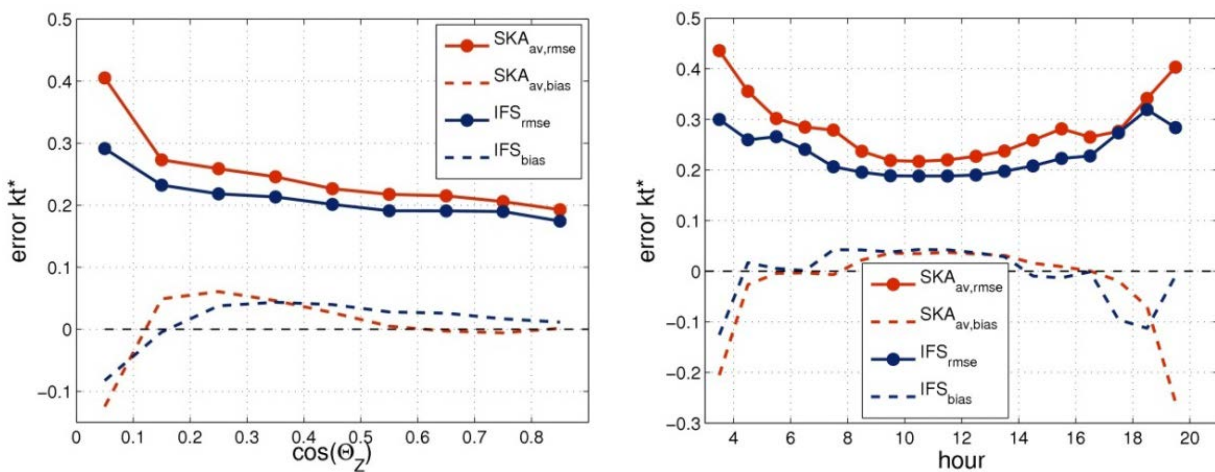 error kt*
0.5
0.4
0.3
0.2
0.1
0
−0.1
0
0.1
0.2
0.3
0.4
0.5
0.6
0.7
0.8
cos(Θ_Z)
SKA_av,rmse
SKA_av,bias
IFS_rmse
IFS_bias
error kt*
0.5
0.4
0.3
0.2
0.1
0
−0.1
−0.2
−0.3
4
6
8
10
12
14
16
18
20
hour
SKA_av,rmse
SKA_av,bias
IFS_rmse
IFS_bias